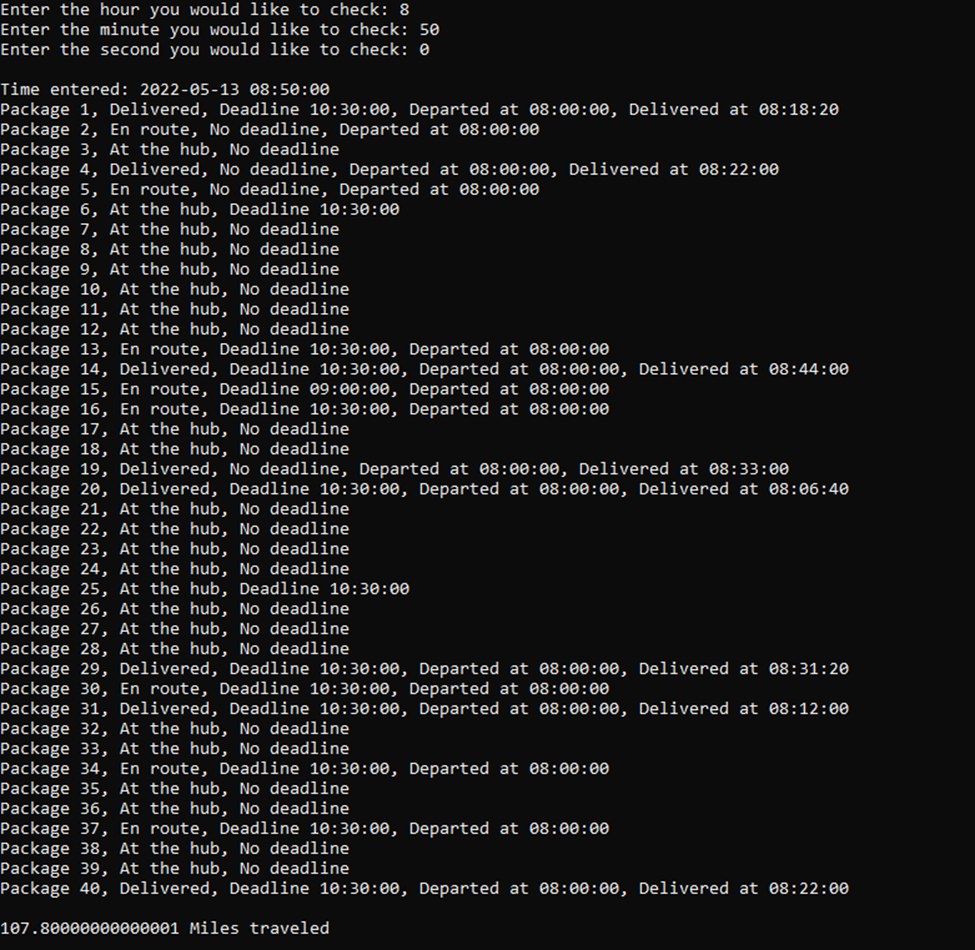 Enter the hour you would like to check: 8
Enter the minute you would like to check: 50
Enter the second you would like to check: 0
Time entered: 2022-05-13 08:50:00
Package 1, Delivered, Deadline 10:30:00, Departed at 08:00:00, Delivered at 08:18:20
Package 2, En route, No deadline, Departed at 08:00:00
Package 3, At the hub, No deadline
Package 4, Delivered, No deadline, Departed at 08:00:00, Delivered at 08:22:00
Package 5, En route, No deadline, Departed at 08:00:00
Package 6, At the hub, Deadline 10:30:00
Package 7, At the hub, No deadline
Package 8, At the hub, No deadline
Package 9, At the hub, No deadline
Package 10, At the hub, No deadline
Package 11, At the hub, No deadline
Package 12, At the hub, No deadline
Package 13, En route, Deadline 10:30:00, Departed at 08:00:00
Package 14, Delivered, Deadline 10:30:00, Departed at 08:00:00, Delivered at 08:44:00
Package 15, En route, Deadline 09:00:00, Departed at 08:00:00
Package 16, En route, Deadline 10:30:00, Departed at 08:00:00
Package 17, At the hub, No deadline
Package 18, At the hub, No deadline
Package 19, Delivered, No deadline, Departed at 08:00:00, Delivered at 08:33:00
Package 20, Delivered, Deadline 10:30:00, Departed at 08:00:00, Delivered at 08:06:40
Package 21, At the hub, No deadline
Package 22, At the hub, No deadline
Package 23, At the hub, No deadline
Package 24, At the hub, No deadline
Package 25, At the hub, Deadline 10:30:00
Package 26, At the hub, No deadline
Package 27, At the hub, No deadline
Package 28, At the hub, No deadline
Package 29, Delivered, Deadline 10:30:00, Departed at 08:00:00, Delivered at 08:31:20
Package 30, En route, Deadline 10:30:00, Departed at 08:00:00
Package 31, Delivered, Deadline 10:30:00, Departed at 08:00:00, Delivered at 08:12:00
Package 32, At the hub, No deadline
Package 33, At the hub, No deadline
Package 34, En route, Deadline 10:30:00, Departed at 08:00:00
Package 35, At the hub, No deadline
Package 36, At the hub, No deadline
Package 37, En route, Deadline 10:30:00, Departed at 08:00:00
Package 38, At the hub, No deadline
Package 39, At the hub, No deadline
Package 40, Delivered, Deadline 10:30:00, Departed at 08:00:00, Delivered at 08:22:00
107.80000000000001 Miles traveled